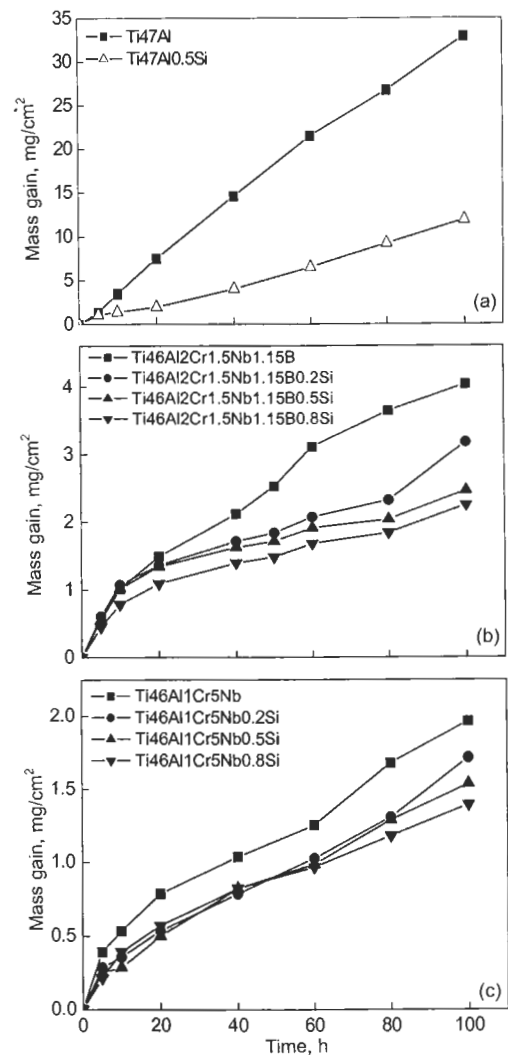 35
30
25
20
15
10
5
0
Mass gain, mg/cm²
Ti47Al
Ti47Al0.5Si
(a)
4
3
2
1
0
Mass gain, mg/cm²
Ti46Al2Cr1.5Nb1.15B
Ti46Al2Cr1.5Nb1.15B0.2Si
Ti46Al2Cr1.5Nb1.15B0.5Si
Ti46Al2Cr1.5Nb1.15B0.8Si
(b)
2.0
1.5
1.0
0.5
0.0
Mass gain, mg/cm²
Ti46Al1Cr5Nb
Ti46Al1Cr5Nb0.2Si
Ti46Al1Cr5Nb0.5Si
Ti46Al1Cr5Nb0.8Si
(c)
0 20 40 60 80 100
Time, h